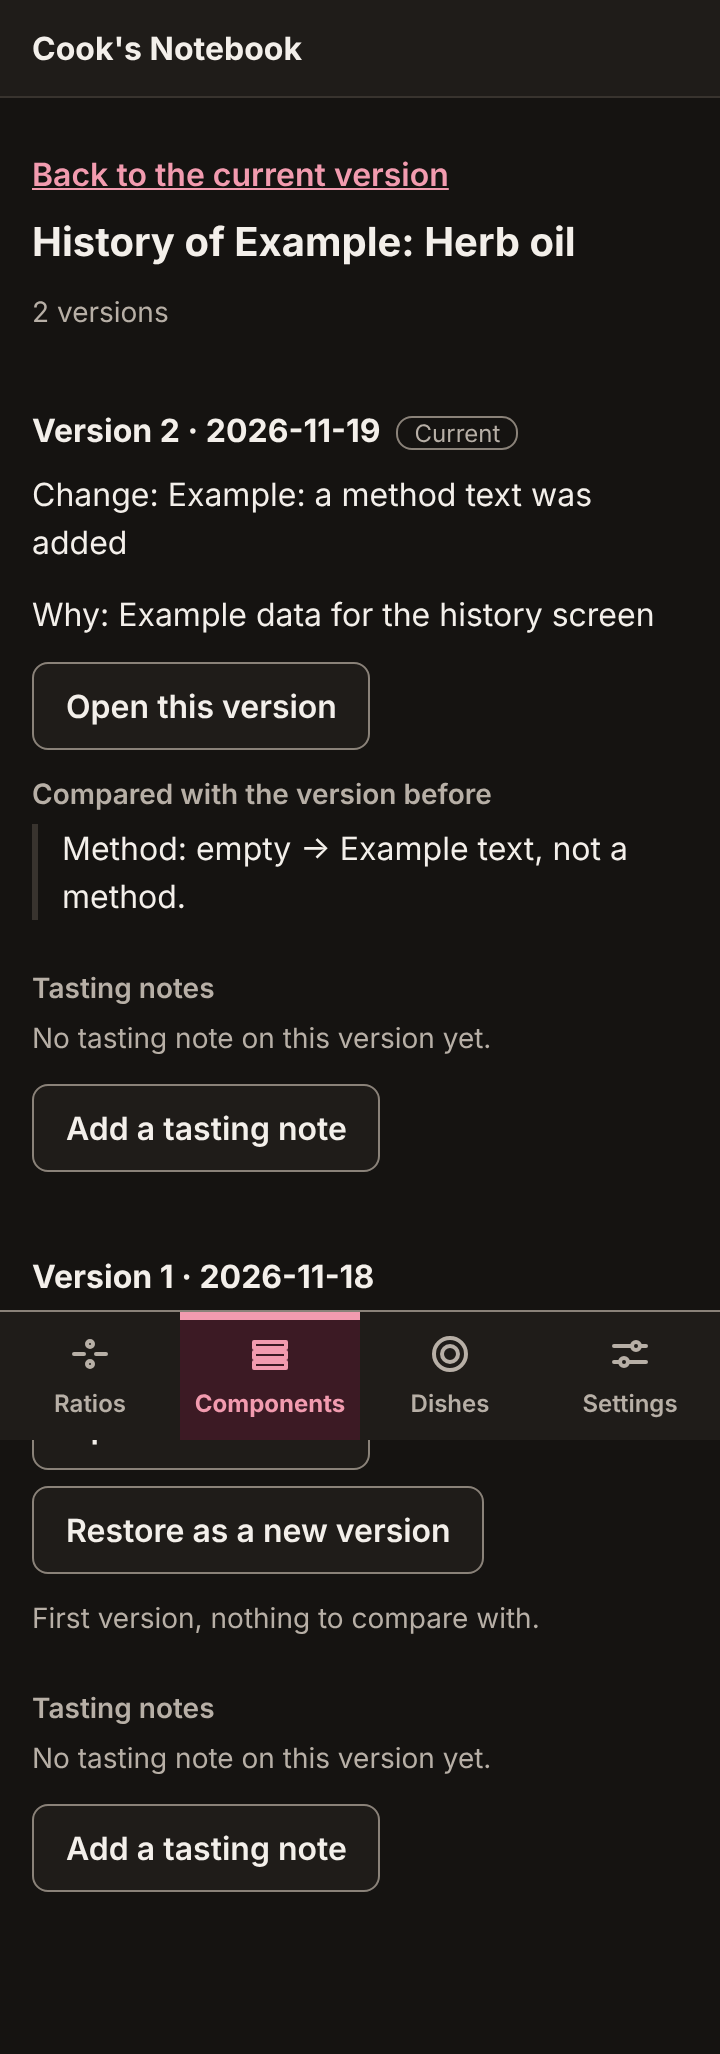 Cook's Notebook
Back to the current version
History of Example: Herb oil
2 versions
Version 2 · 2026-11-19 Current
Change: Example: a method text was
added
Why: Example data for the history screen
Open this version
Compared with the version before
Method: empty → Example text, not a
method.
Tasting notes
No tasting note on this version yet.
Add a tasting note
Version 1 · 2026-11-18
Ratios Components Dishes Settings
Restore as a new version
First version, nothing to compare with.
Tasting notes
No tasting note on this version yet.
Add a tasting note